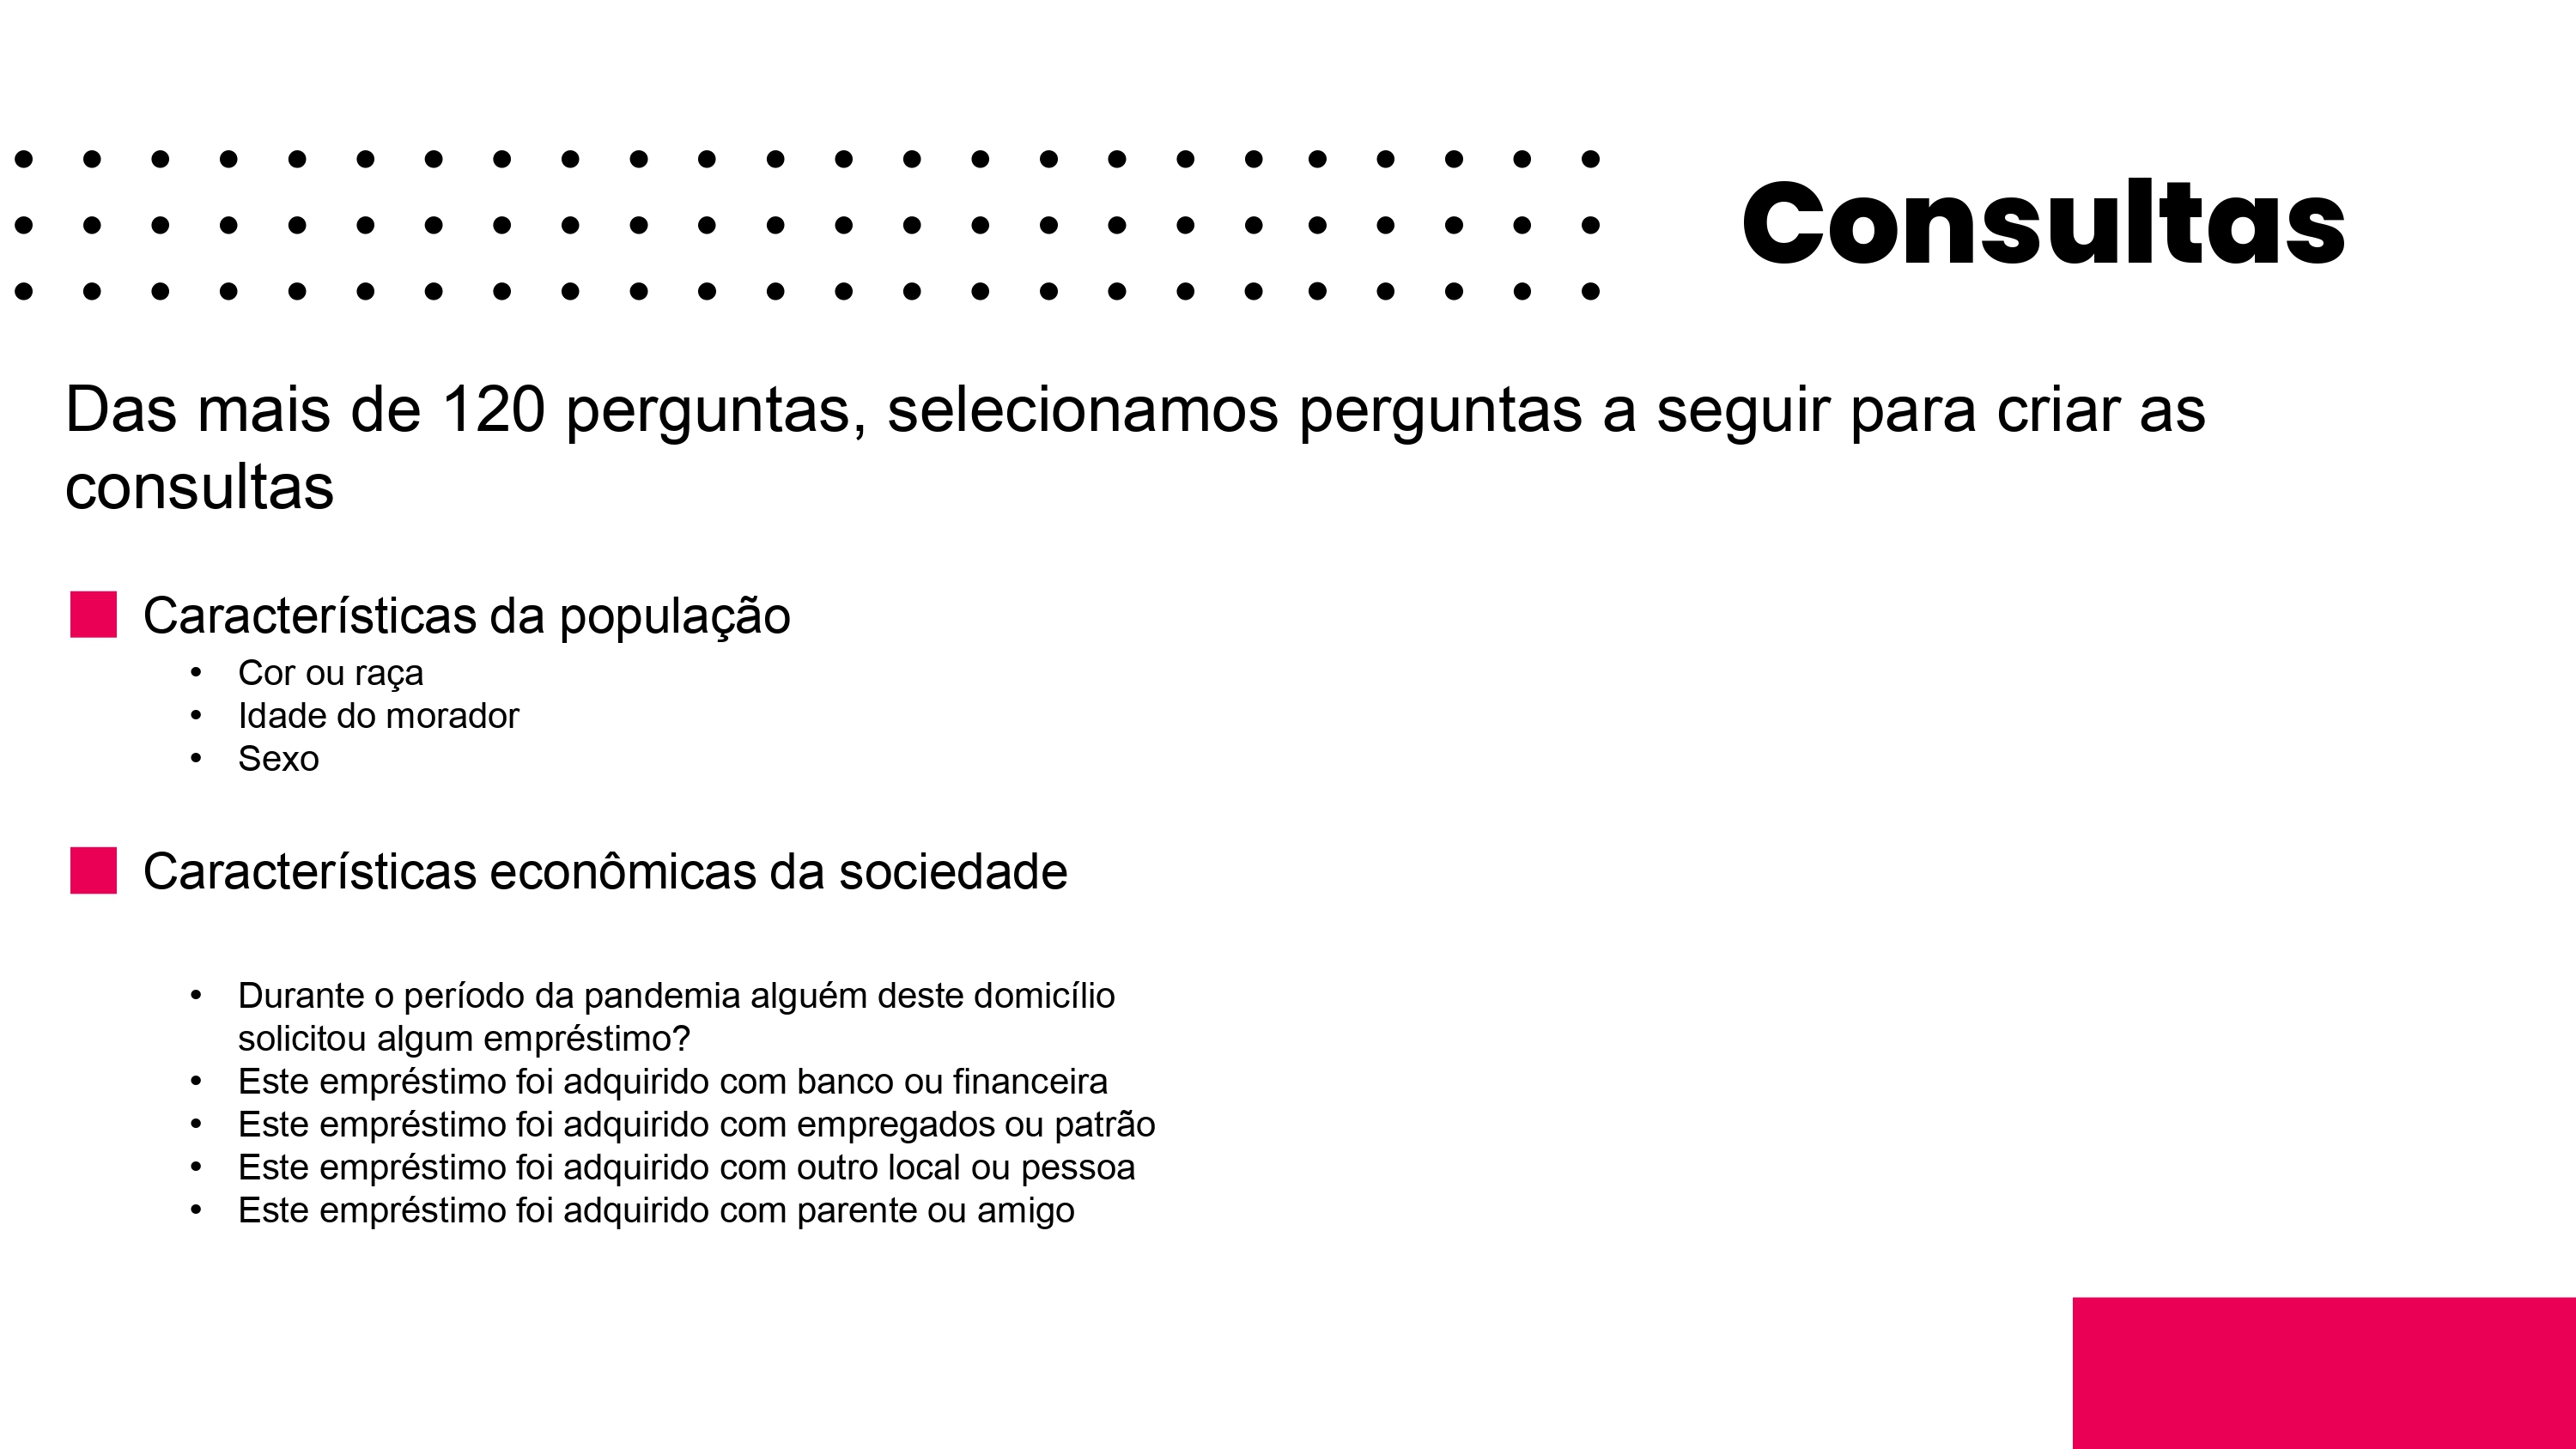 Consultas
Das mais de 120 perguntas, selecionamos perguntas a seguir para criar as
consultas
Características da população
• Cor ou raça
• Idade do morador
• Sexo
Características econômicas da sociedade
• Durante o período da pandemia alguém deste domicílio
solicitou algum empréstimo?
• Este empréstimo foi adquirido com banco ou financeira
• Este empréstimo foi adquirido com empregados ou patrão
• Este empréstimo foi adquirido com outro local ou pessoa
• Este empréstimo foi adquirido com parente ou amigo